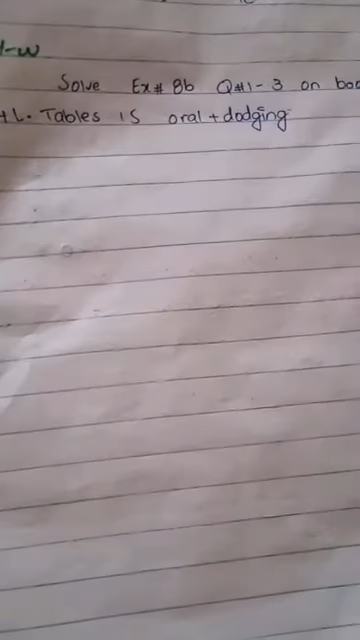 H-W
Solve Ex# 8b Q#1-3 on boo
+L. Tables 15 oral + dodging